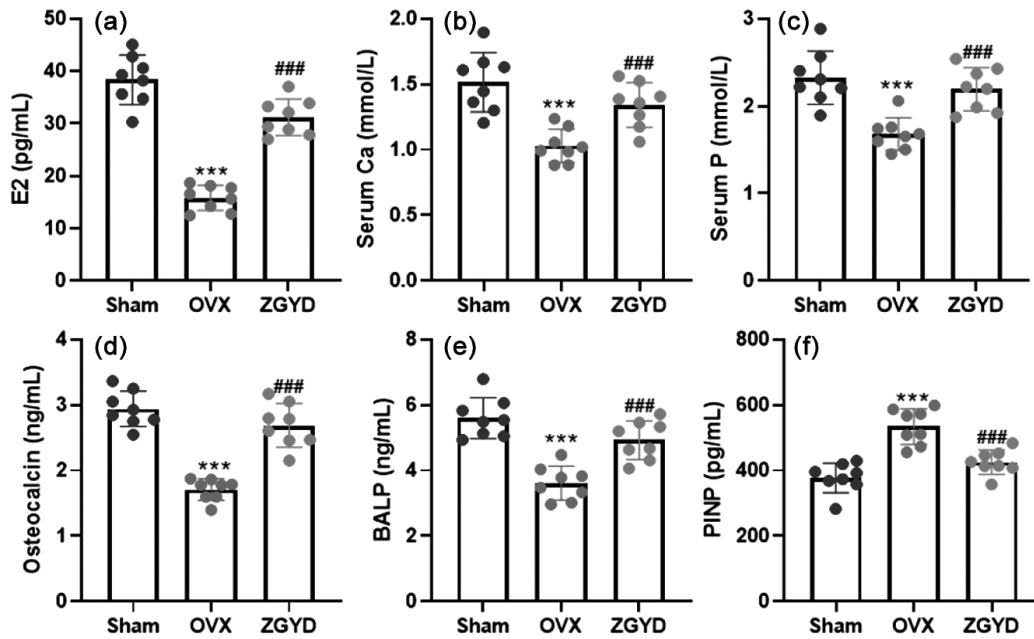 (a)
E2 (pg/mL)
50
40
30
20
10
0
***
###
Sham OVX ZGYD
(b)
Serum Ca (mmol/L)
2.0
1.5
1.0
0.5
0.0
***
###
Sham OVX ZGYD
(c)
Serum P (mmol/L)
3
2
1
0
***
###
Sham OVX ZGYD
(d)
Osteocalcin (ng/mL)
4
3
2
1
0
***
###
Sham OVX ZGYD
(e)
BALP (ng/mL)
8
6
4
2
0
***
###
Sham OVX ZGYD
(f)
PINP (pg/mL)
800
600
400
200
0
***
###
Sham OVX ZGYD